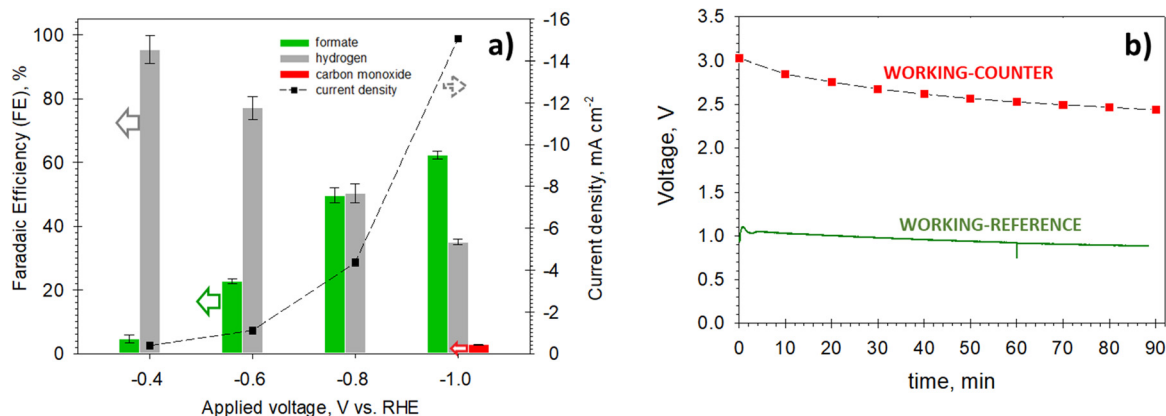 a)
formate
hydrogen
carbon monoxide
current density
Faradaic Efficiency (FE), %
100
80
60
40
20
0
-0.4
-0.6
-0.8
-1.0
Applied voltage, V vs. RHE
-16
-14
-12
-10
-8
-6
-4
-2
0
Current density, mA cm⁻²
b)
WORKING-COUNTER
WORKING-REFERENCE
Voltage, V
3.5
3.0
2.5
2.0
1.5
1.0
0.5
0.0
0 10 20 30 40 50 60 70 80 90
time, min